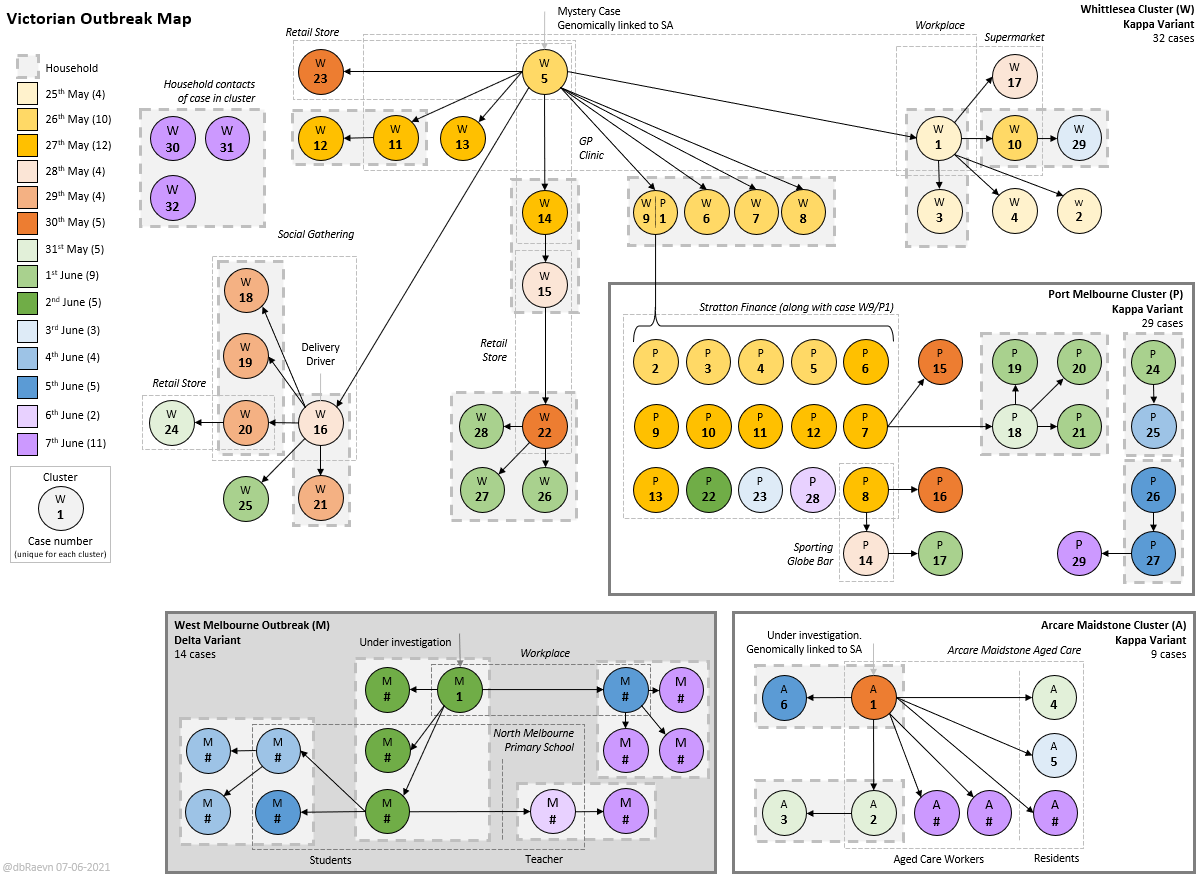 Victorian Outbreak Map
Household
25th May (4)
26th May (10)
27th May (12)
28th May (4)
29th May (4)
30th May (5)
31st May (5)
1st June (9)
2nd June (5)
3rd June (3)
4th June (4)
5th June (5)
6th June (2)
7th June (11)
Cluster
W
1
Case number
(unique for each cluster)
Mystery Case
Genomically linked to SA
Whittlesea Cluster (W)
Kappa Variant
32 cases
Retail Store
Workplace
Supermarket
Household contacts
of case in cluster
GP
Clinic
W
23
W
5
W
17
W
30
W
31
W
32
W
12
W
11
W
13
W
1
W
10
W
29
W
14
W P
9 1
W
6
W
7
W
8
W
3
W
4
w
2
Social Gathering
W
15
W
18
W
19
Delivery
Driver
Retail
Store
Retail Store
W
24
W
20
W
16
W
28
W
22
W
25
W
21
W
27
W
26
Port Melbourne Cluster (P)
Kappa Variant
29 cases
Stratton Finance (along with case W9/P1)
P
2
P
3
P
4
P
5
P
6
P
15
P
19
P
20
P
24
P
9
P
10
P
11
P
12
P
7
P
18
P
21
P
25
P
13
P
22
P
23
P
28
P
8
P
16
P
26
Sporting
Globe Bar
P
14
P
17
P
29
P
27
West Melbourne Outbreak (M)
Delta Variant
14 cases
Under investigation
Workplace
M
#
M
1
M
#
M
#
North Melbourne
Primary School
M
#
M
#
M
#
M
#
M
#
M
#
M
#
M
#
M
#
M
#
Students
Teacher
Arcare Maidstone Cluster (A)
Kappa Variant
9 cases
Under investigation.
Genomically linked to SA
Arcare Maidstone Aged Care
A
6
A
1
A
4
A
5
A
3
A
2
A
#
A
#
A
#
Aged Care Workers
Residents
@dbRaevn 07-06-2021